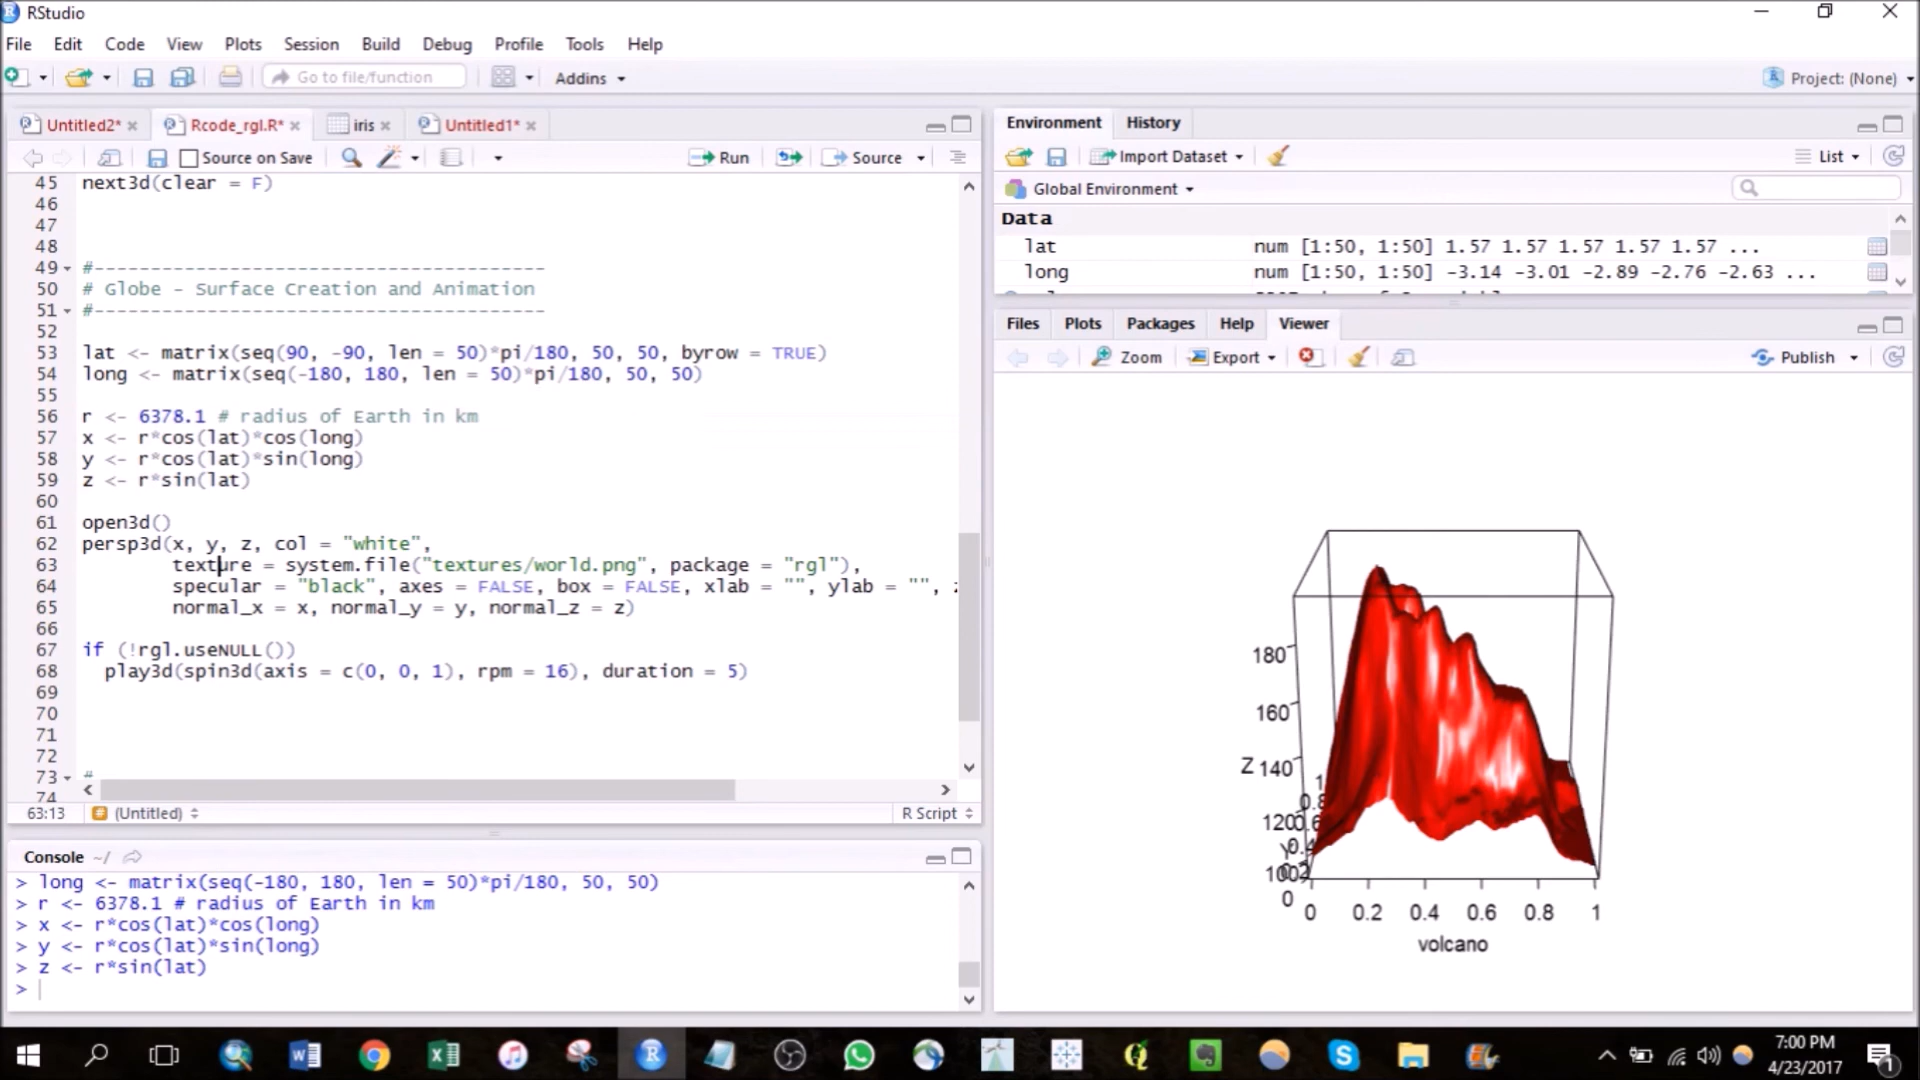 RStudio
File Edit Code View Plots Session Build Debug Profile Tools Help
Go to file/function Addins Project: (None)
Untitled2* Rcode_rgl.R* iris Untitled1*
Source on Save Run Source
45 next3d(clear = F)
46
47
48
49 #----------------------------------------
50 # Globe - Surface Creation and Animation
51 #----------------------------------------
52
53 lat <- matrix(seq(90, -90, len = 50)*pi/180, 50, 50, byrow = TRUE)
54 long <- matrix(seq(-180, 180, len = 50)*pi/180, 50, 50)
55
56 r <- 6378.1 # radius of Earth in km
57 x <- r*cos(lat)*cos(long)
58 y <- r*cos(lat)*sin(long)
59 z <- r*sin(lat)
60
61 open3d()
62 persp3d(x, y, z, col = "white",
63 texture = system.file("textures/world.png", package = "rgl"),
64 specular = "black", axes = FALSE, box = FALSE, xlab = "", ylab = "",
65 normal_x = x, normal_y = y, normal_z = z)
66
67 if (!rgl.useNULL())
68 play3d(spin3d(axis = c(0, 0, 1), rpm = 16), duration = 5)
69
70
71
72
73 #
74
63:13 (Untitled) R Script
Console ~/
> long <- matrix(seq(-180, 180, len = 50)*pi/180, 50, 50)
> r <- 6378.1 # radius of Earth in km
> x <- r*cos(lat)*cos(long)
> y <- r*cos(lat)*sin(long)
> z <- r*sin(lat)
>
Environment History
Import Dataset List
Global Environment
Data
lat num [1:50, 1:50] 1.57 1.57 1.57 1.57 1.57 ...
long num [1:50, 1:50] -3.14 -3.01 -2.89 -2.76 -2.63 ...
Files Plots Packages Help Viewer
Zoom Export Publish
180
160
Z 140
120
100
0
0 0.2 0.4 0.6 0.8 1
volcano
7:00 PM
4/23/2017
1